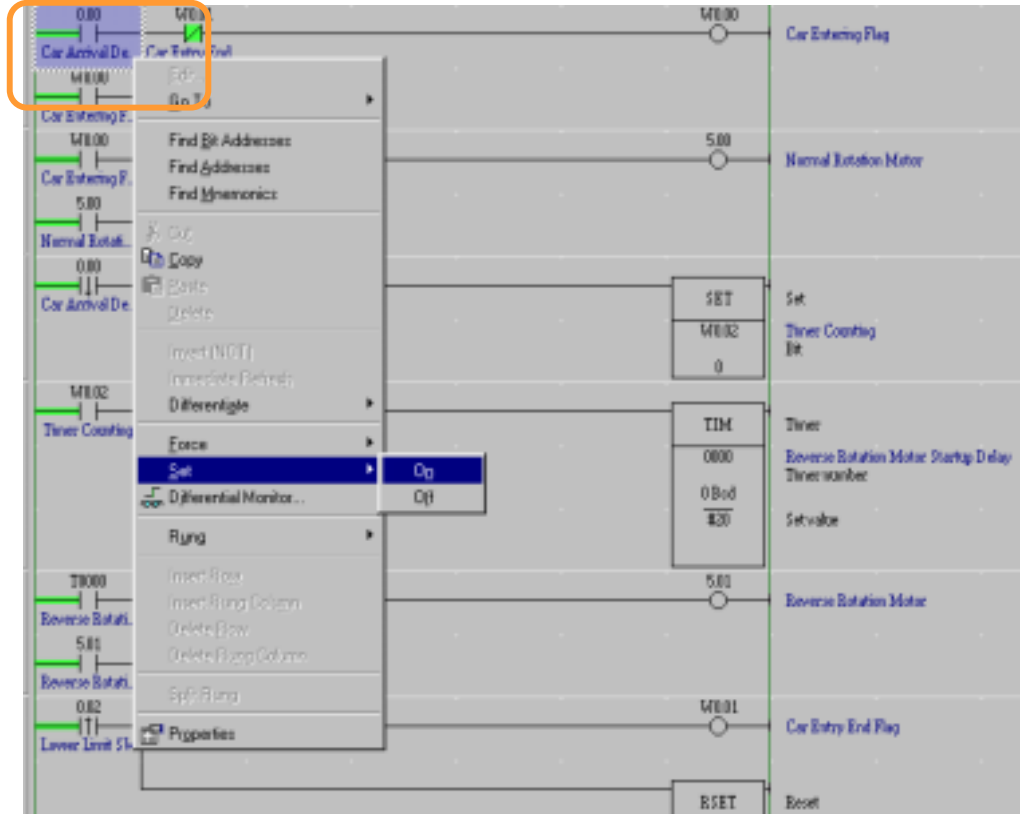 0.00 W0.01 W0.00
Car Arrival De... Car Entry End Car Entering Flag
W0.00 Edit...
Go To
Car Entering F...
W0.00 Find Bit Addresses 5.00
Find Addresses Normal Rotation Motor
Car Entering F...
Find Mnemonics
5.00
Cut
Normal Rotati...
0.00 Copy
Paste SET Set
Car Arrival De...
Delete W0.02 Timer Counting
Bit
Invert (NOT) 0
Immediate Refresh
W0.02 Differentiate
Timer Counting TIM Timer
Force 0000 Reverse Rotation Motor Startup Delay
Set On Timer number
Differential Monitor... Off 0 Bcd
#20 Set value
Rung
T0000 Insert Row 5.01
Insert Rung Column Reverse Rotation Motor
Reverse Rotati...
Delete Row
5.01
Delete Rung Column
Reverse Rotati...
Split Rung
0.02 W0.01
Properties Car Entry End Flag
Lower Limit S
RSET Reset